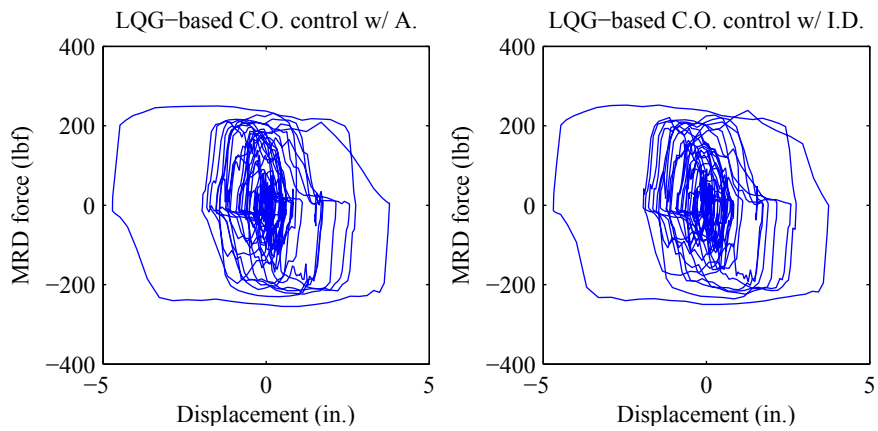 LQG−based C.O. control w/ A.
400
200
0
−200
−400
−5
0
5
MRD force (lbf)
Displacement (in.)
LQG−based C.O. control w/ I.D.
400
200
0
−200
−400
−5
0
5
MRD force (lbf)
Displacement (in.)